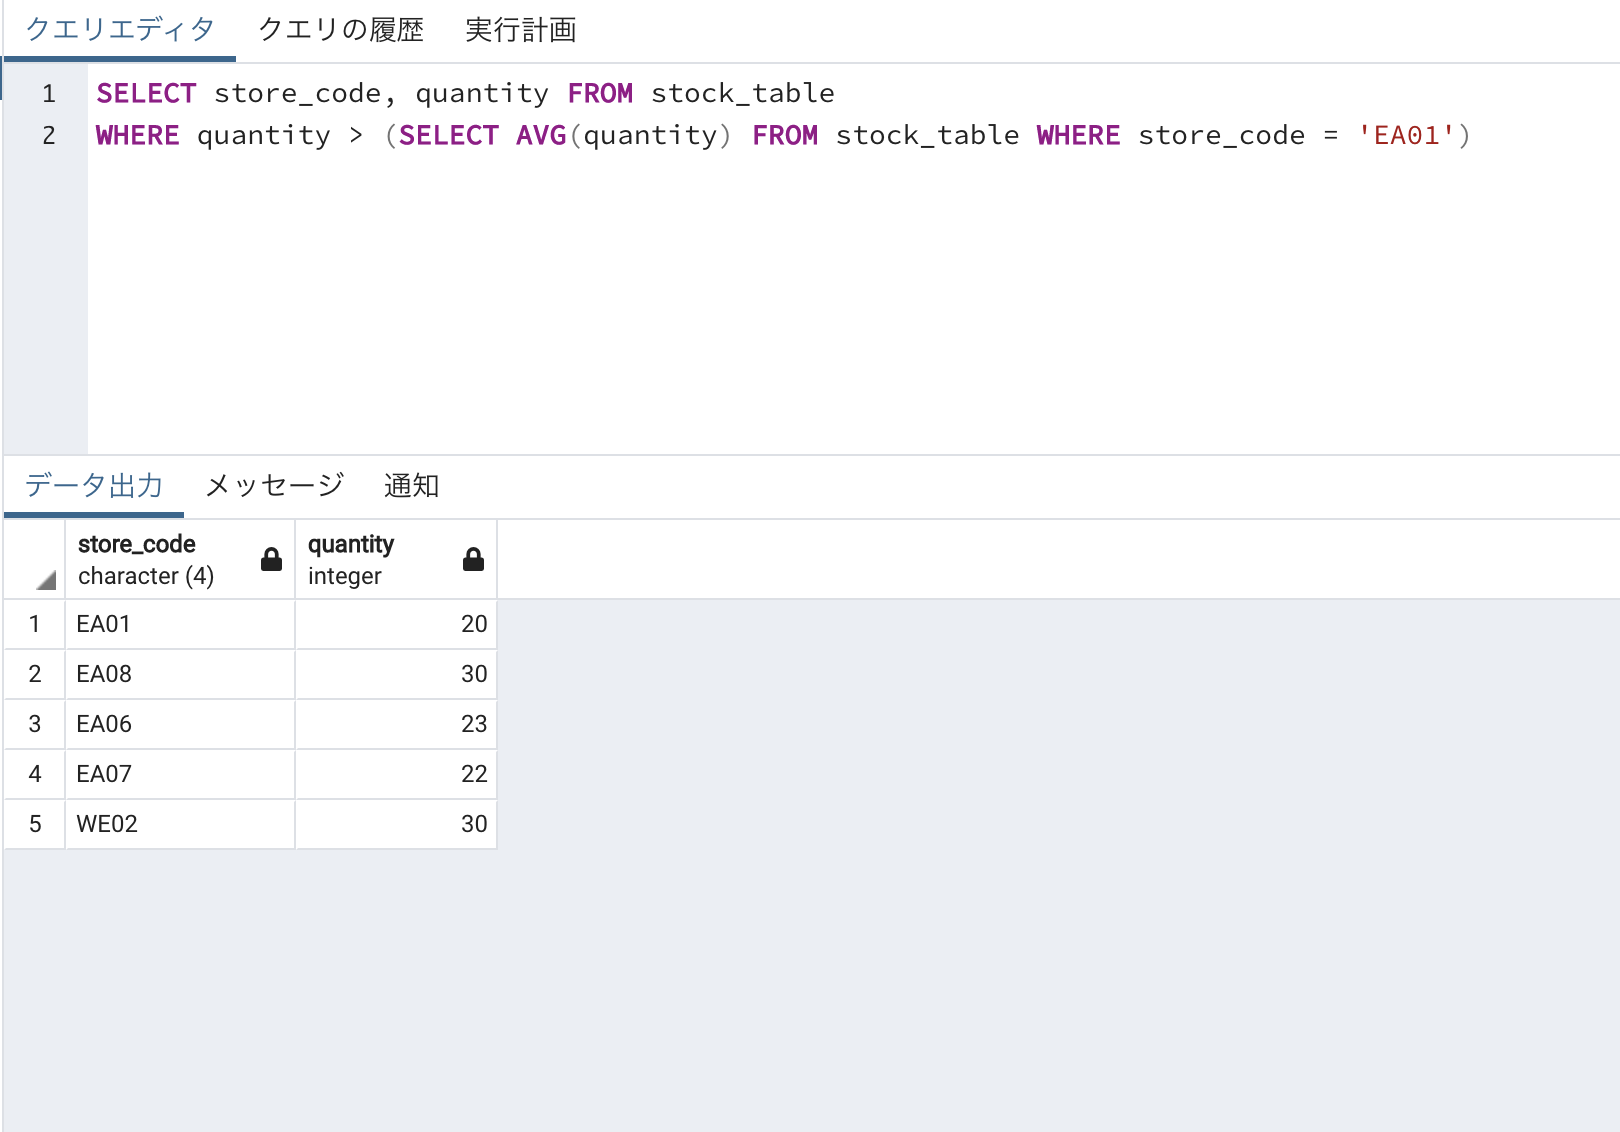 クエリエディタ クエリの履歴 実行計画
1 SELECT store_code, quantity FROM stock_table
2 WHERE quantity > (SELECT AVG(quantity) FROM stock_table WHERE store_code = 'EA01')
データ出力 メッセージ 通知
store_code quantity
character (4) integer
1 EA01 20
2 EA08 30
3 EA06 23
4 EA07 22
5 WE02 30